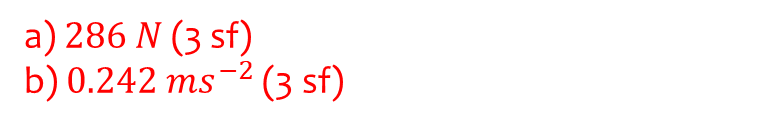 a) 286 N (3 sf)
b) 0.242 ms⁻² (3 sf)